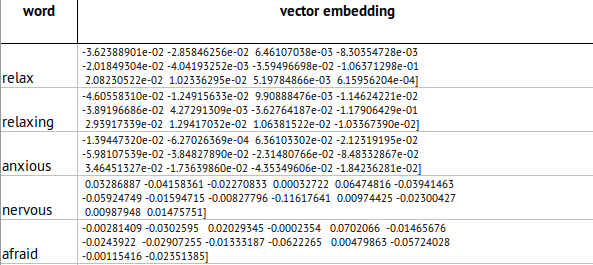 word vector embedding
-3.62388901e-02 -2.85846256e-02 6.46107038e-03 -8.30354728e-03
-2.01849304e-02 -4.04193252e-03 -3.59496698e-02 -1.06371298e-01
relax 2.08230522e-02 1.02336295e-02 5.19784866e-03 6.15956204e-04]
-4.60558310e-02 -1.24915633e-02 9.90888476e-03 -1.14624221e-02
-3.89196686e-02 4.27291309e-03 -3.62764187e-02 -1.17906429e-01
relaxing 2.93917339e-02 1.29417032e-02 1.06381522e-02 -1.03367390e-02]
-1.39447320e-02 -6.27026369e-04 6.36103302e-02 -2.12319195e-02
-5.98107539e-02 -3.84827890e-02 -2.31480766e-02 -8.48332867e-02
anxious 3.46451327e-02 -1.73639860e-02 -4.35349606e-02 -1.84236281e-02]
0.03286887 -0.04158361 -0.02270833 0.00032722 0.06474816 -0.03941463
-0.05924749 -0.01594715 -0.00827796 -0.11617641 0.00974425 -0.02300427
nervous 0.00987948 0.01475751]
-0.00281409 -0.0302595 0.02029345 -0.0002354 0.0702066 -0.01465676
-0.0243922 -0.02907255 -0.01333187 -0.0622265 0.00479863 -0.05724028
afraid -0.00115416 -0.02351385]